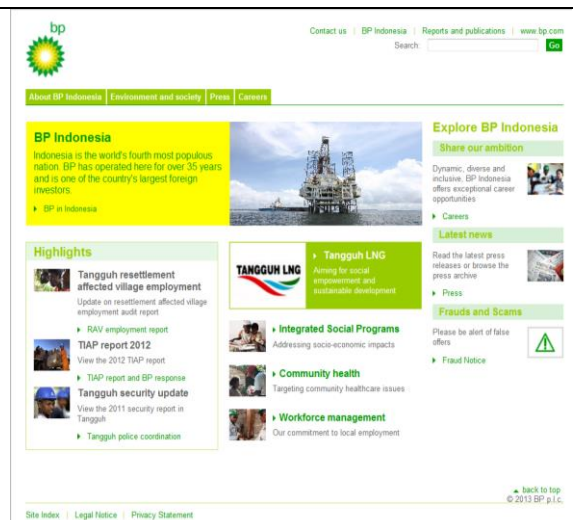 bp
Contact us | BP Indonesia | Reports and publications | www.bp.com
Search: Go
About BP Indonesia | Environment and society | Press | Careers
BP Indonesia
Indonesia is the world's fourth most populous
nation. BP has operated here for over 35 years
and is one of the country's largest foreign
investors.
BP in Indonesia
Highlights
Tangguh resettlement
affected village employment
Update on resettlement affected village
employment audit report
RAV employment report
TIAP report 2012
View the 2012 TIAP report
TIAP report and BP response
Tangguh security update
View the 2011 security report in
Tangguh
Tangguh police coordination
TANGGUH LNG
Tangguh LNG
Aiming for social
empowerment and
sustainable development
Integrated Social Programs
Addressing socio-economic impacts
Community health
Targeting community healthcare issues
Workforce management
Our commitment to local employment
Explore BP Indonesia
Share our ambition
Dynamic, diverse and
inclusive, BP Indonesia
offers exceptional career
opportunities
Careers
Latest news
Read the latest press
releases or browse the
press archive
Press
Frauds and Scams
Please be alert of false
offers
Fraud Notice
back to top
© 2013 BP p.l.c.
Site Index | Legal Notice | Privacy Statement